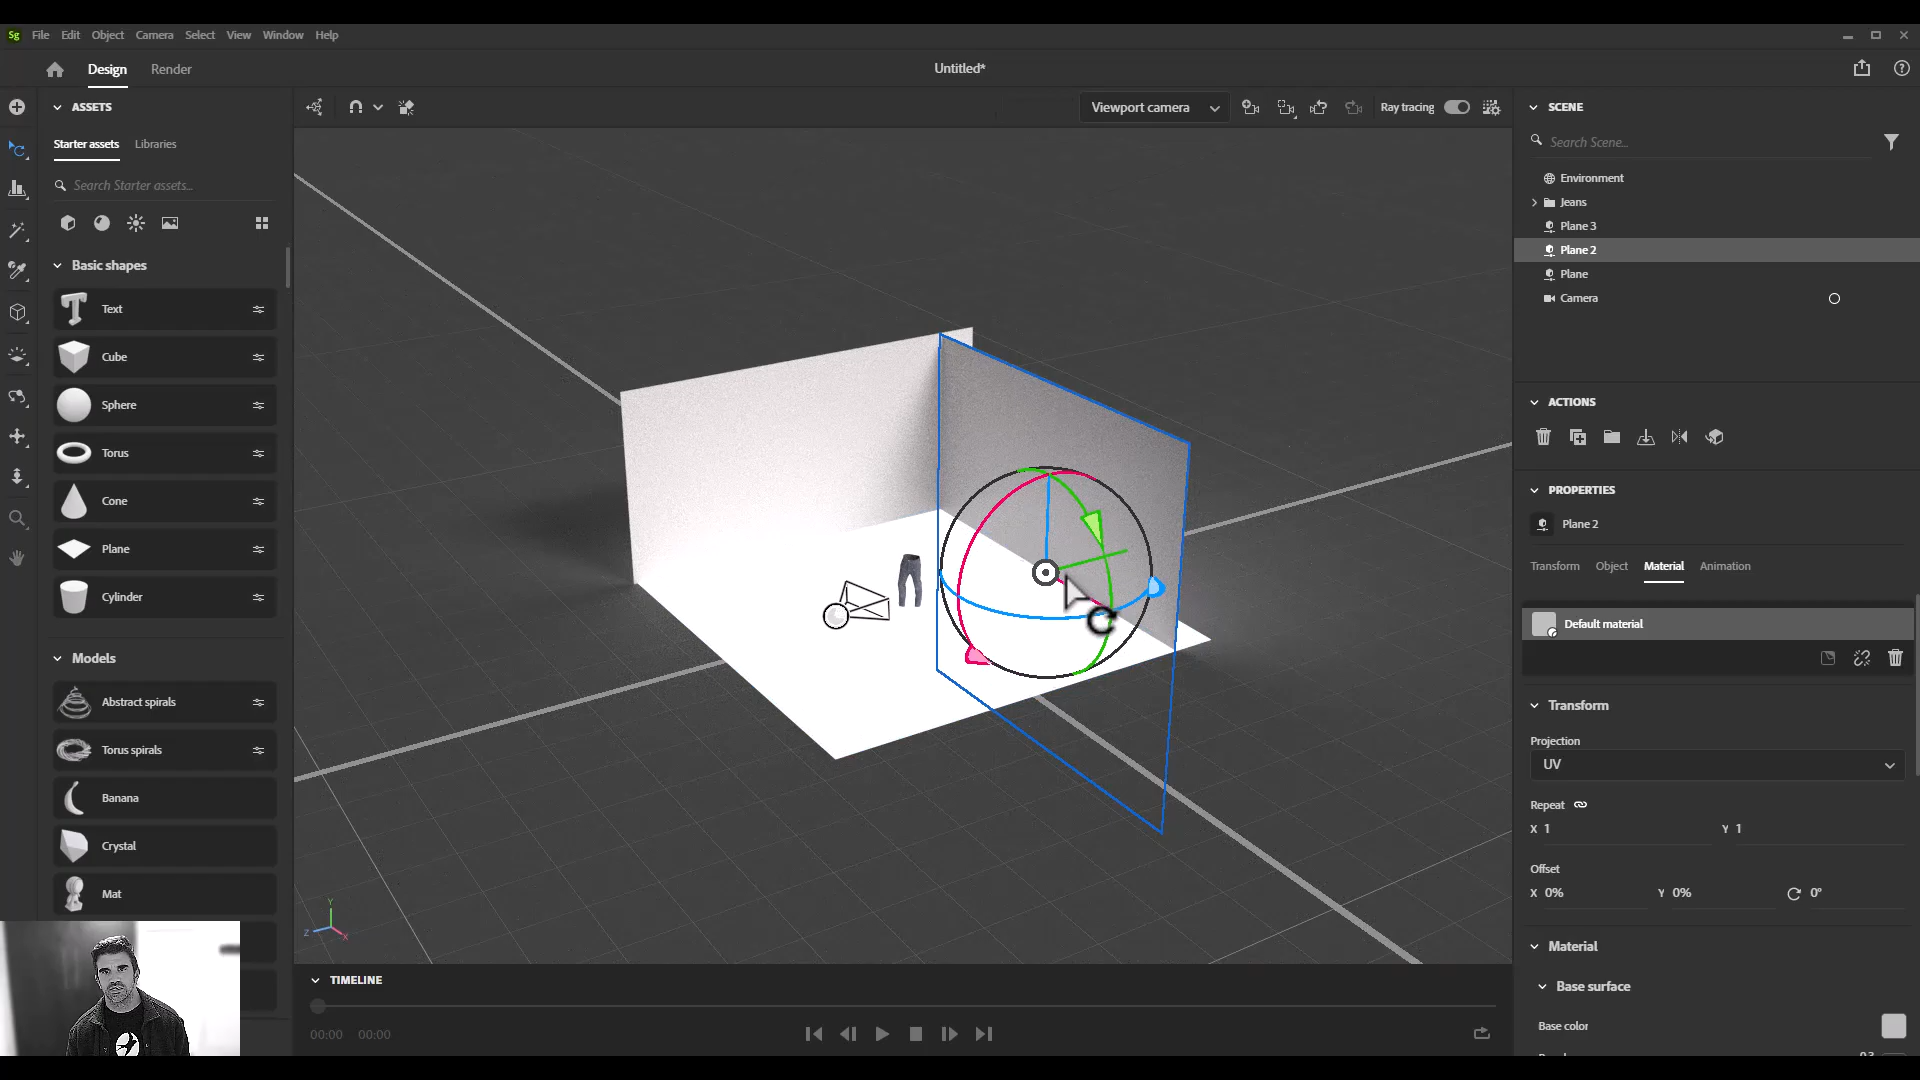 Sg File Edit Object Camera Select View Window Help
Design Render Untitled*
ASSETS
Starter assets Libraries
Search Starter assets...
Basic shapes
Text
Cube
Sphere
Torus
Cone
Plane
Cylinder
Models
Abstract spirals
Torus spirals
Banana
Crystal
Mat
Viewport camera Ray tracing
Y
Z X
TIMELINE
00:00 00:00
SCENE
Search Scene...
Environment
Jeans
Plane 3
Plane 2
Plane
Camera
ACTIONS
PROPERTIES
Plane 2
Transform Object Material Animation
Default material
Transform
Projection
UV
Repeat
X 1 Y 1
Offset
X 0% Y 0% 0°
Material
Base surface
Base color